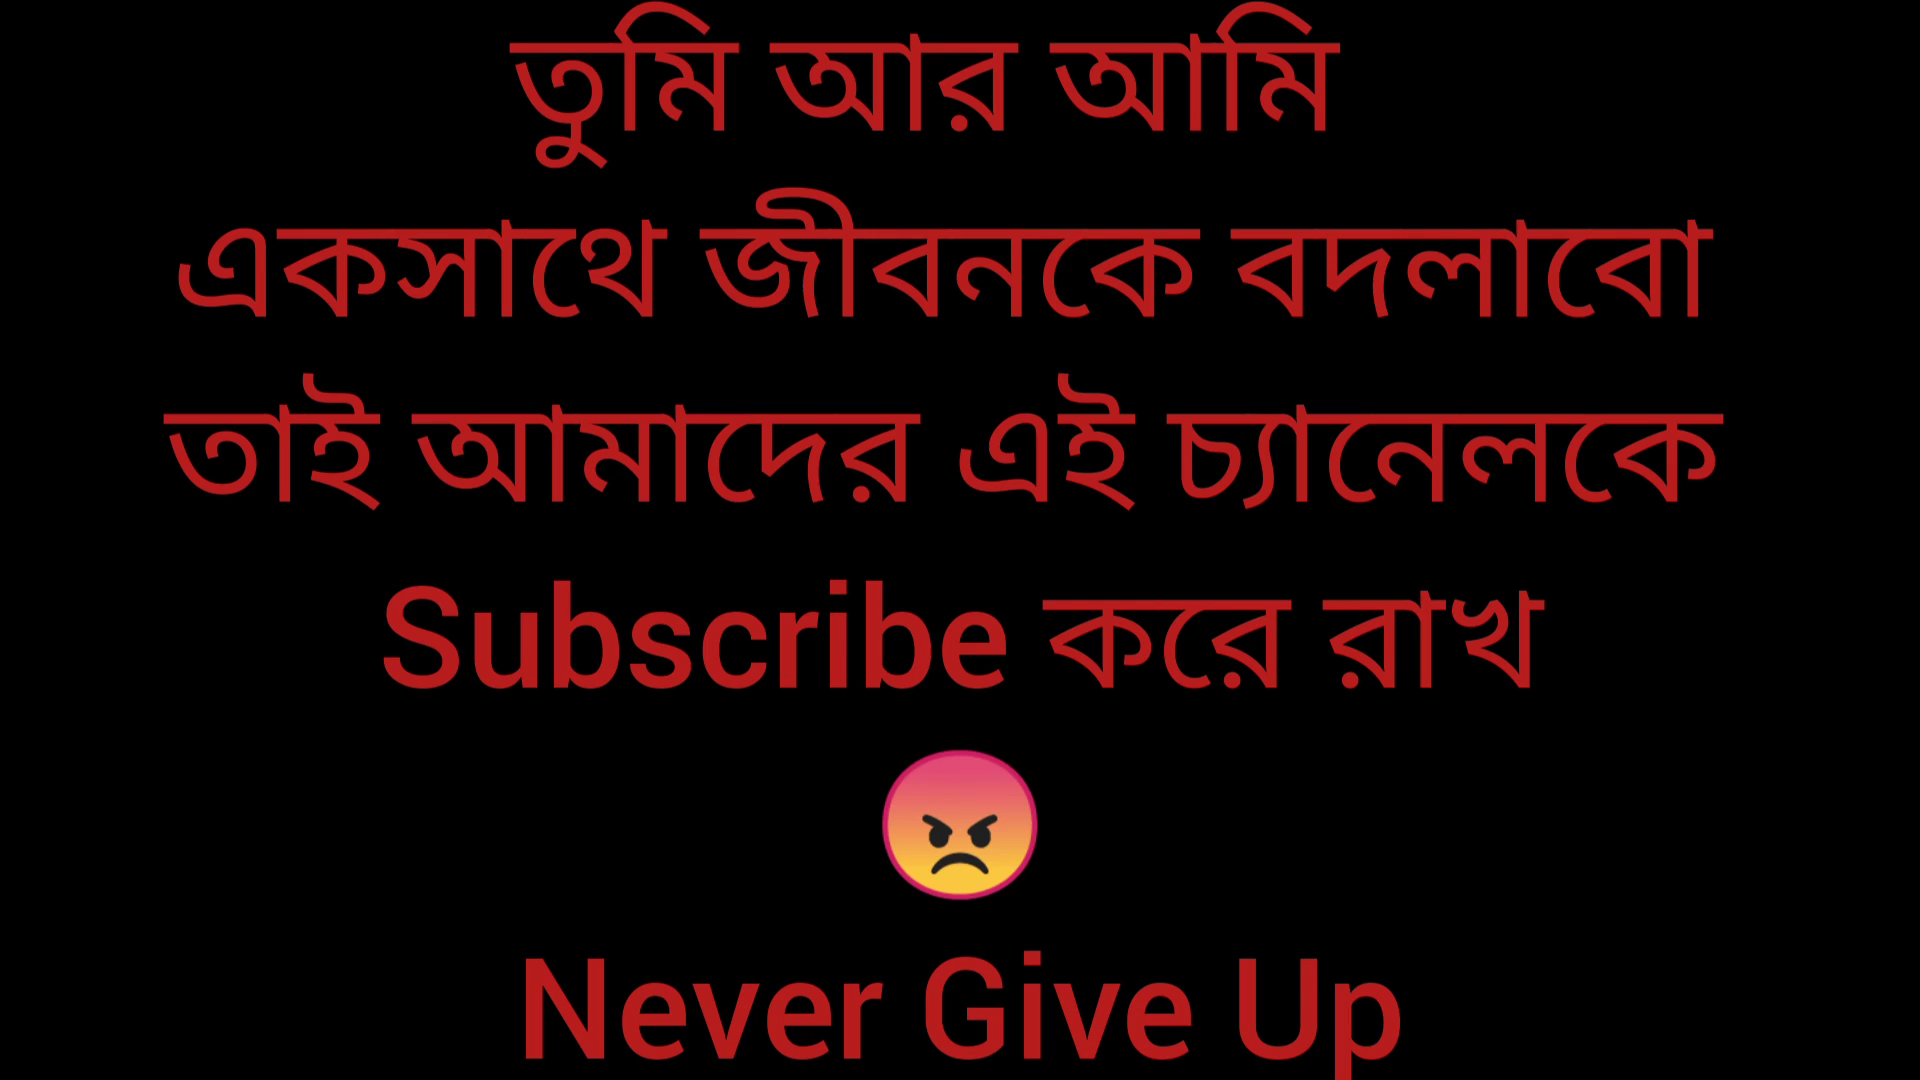 তুমি আর আমি
একসাথে জীবনকে বদলাবো
তাই আমাদের এই চ্যানেলকে
Subscribe করে রাখ
😡
Never Give Up